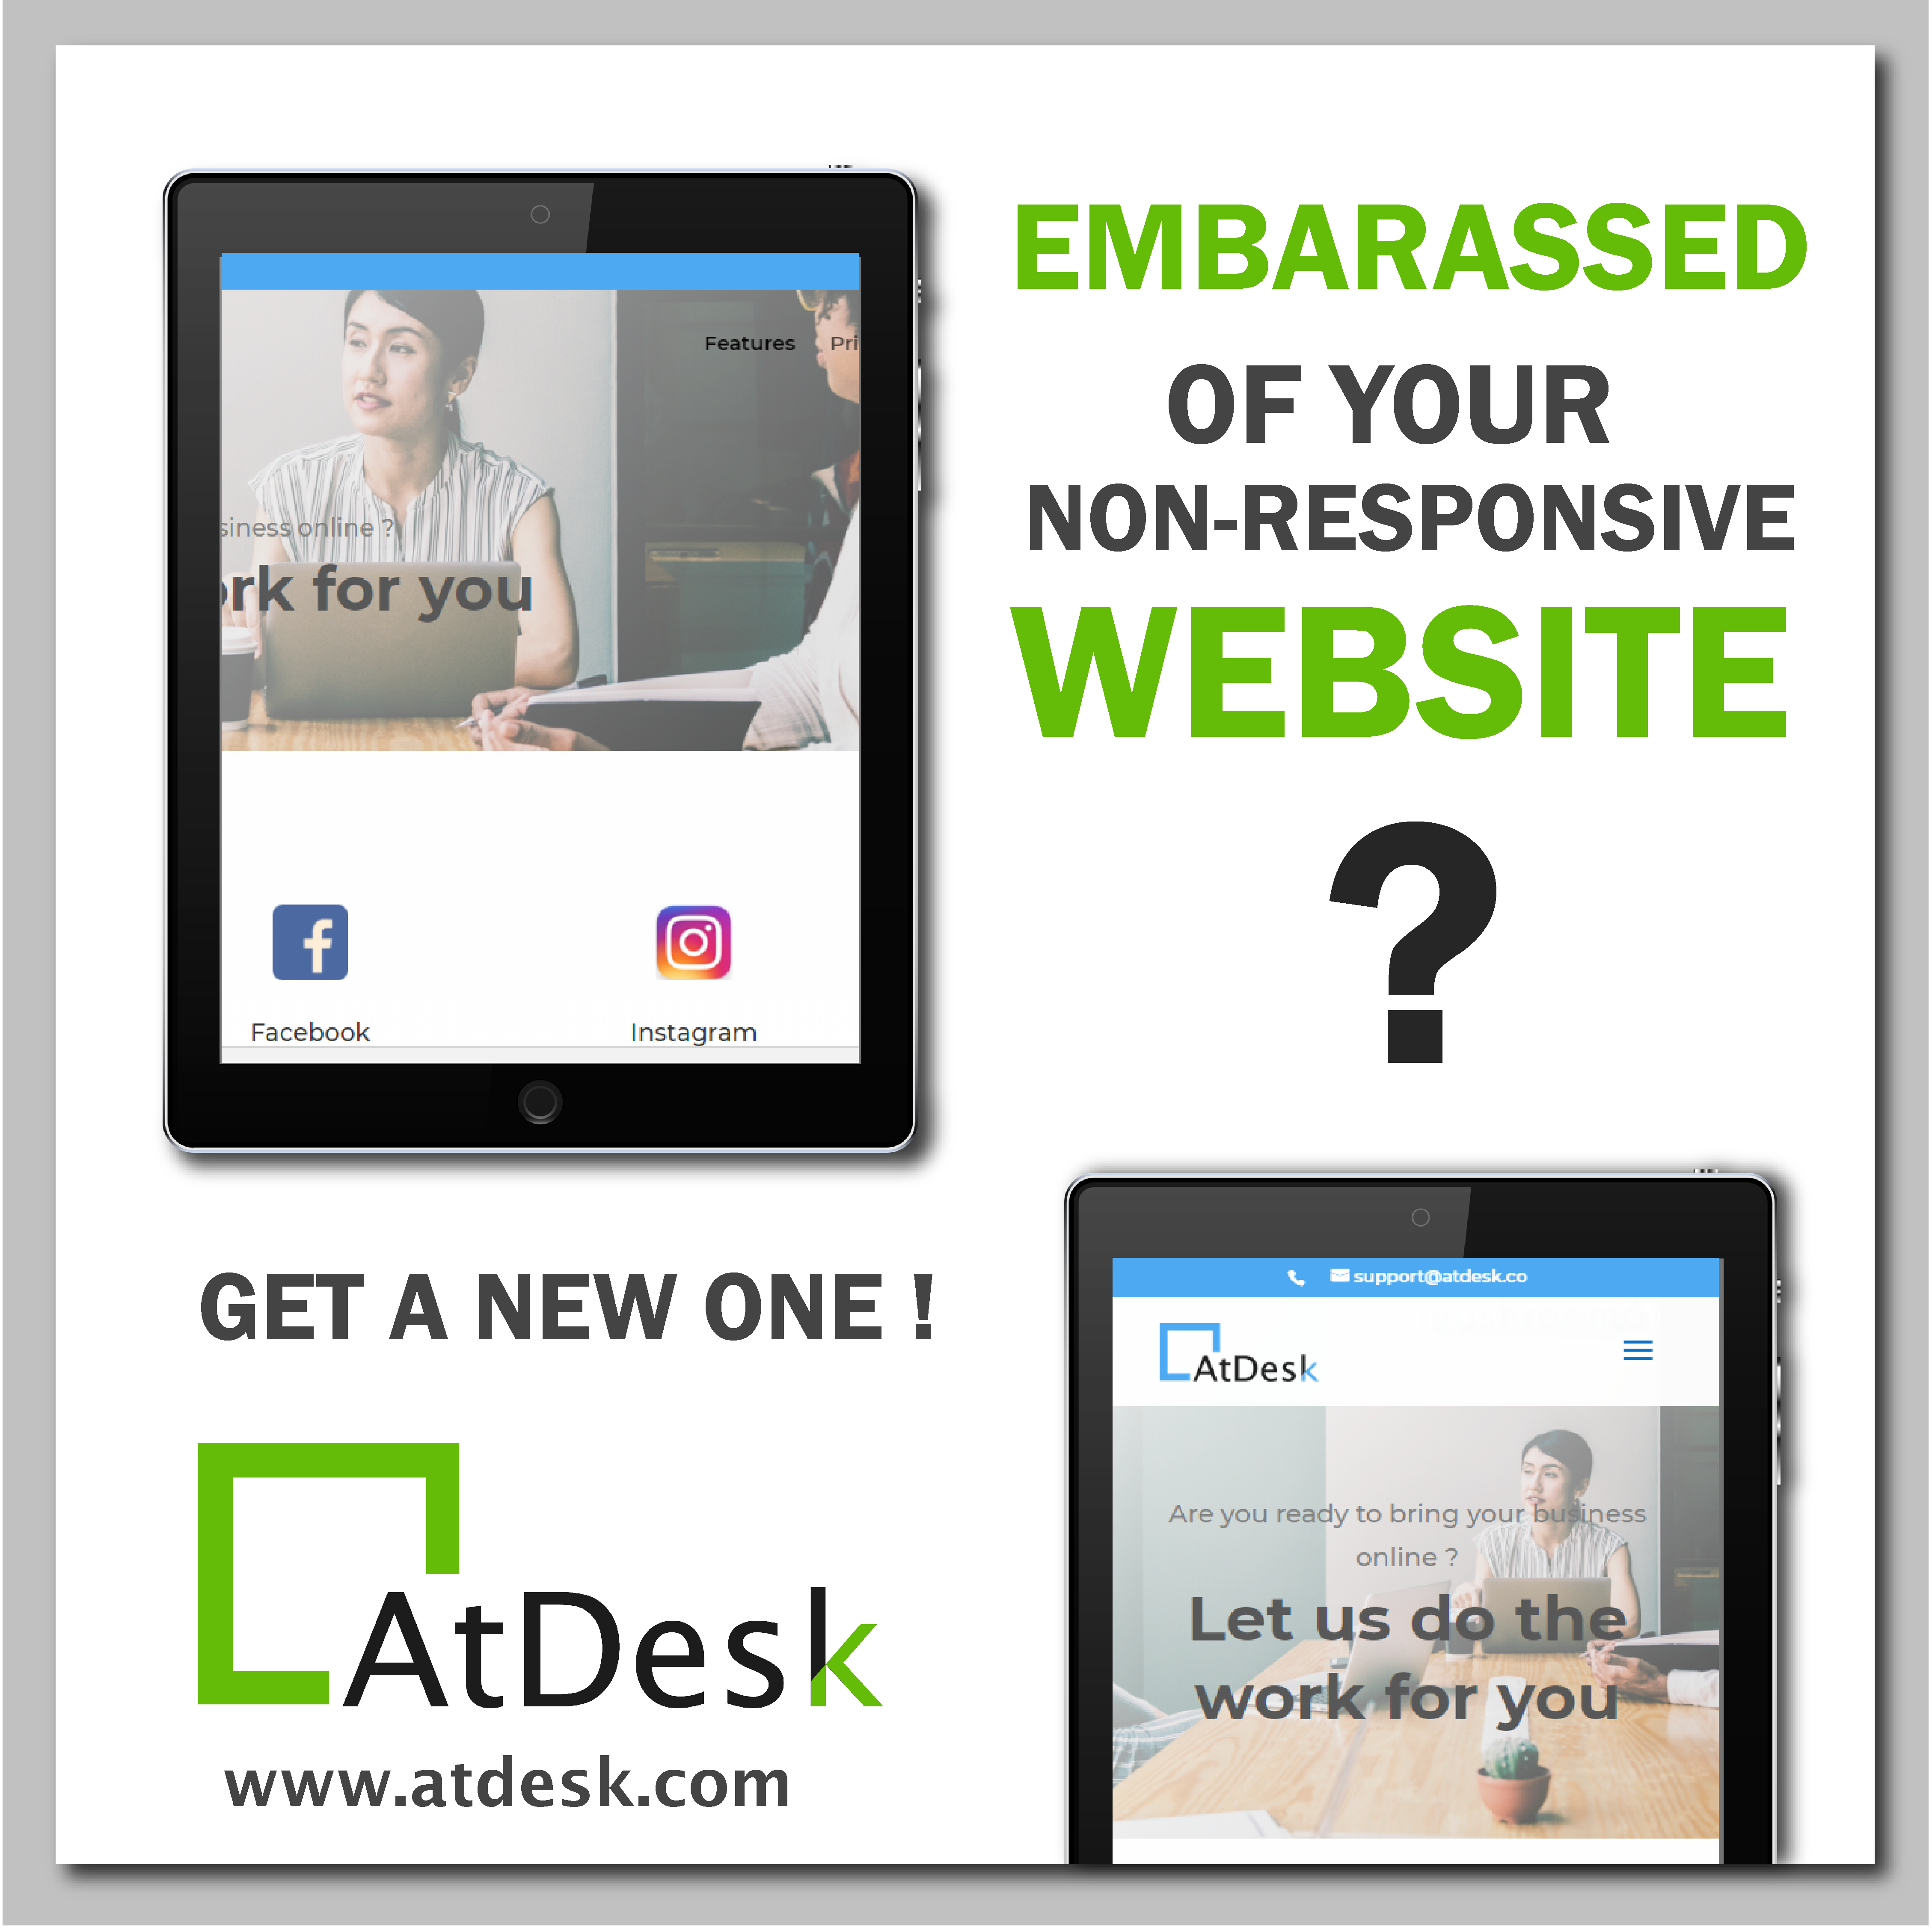 EMBARASSED
OF YOUR
NON-RESPONSIVE
WEBSITE
?
Features Pri
siness online ?
rk for you
Facebook Instagram
GET A NEW ONE !
AtDesk
www.atdesk.com
support@atdesk.co
AtDesk
Are you ready to bring your business
online ?
Let us do the
work for you